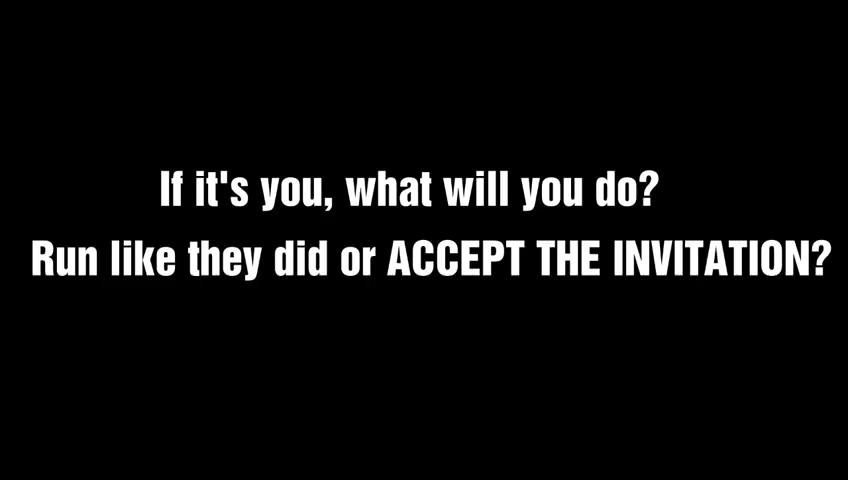 If it's you, what will you do?
Run like they did or ACCEPT THE INVITATION?